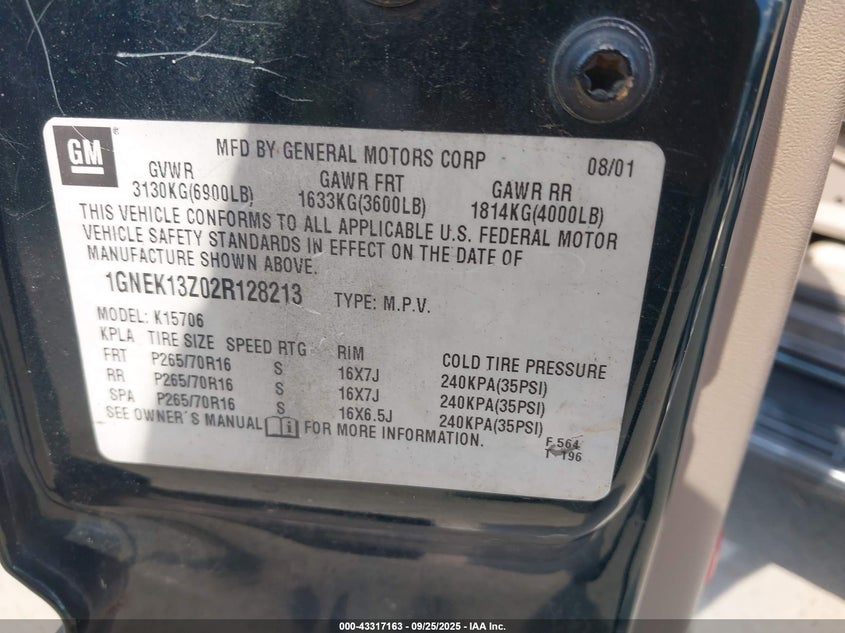 GM®
MFD BY GENERAL MOTORS CORP 08/01
GVWR GAWR FRT GAWR RR
3130KG(6900LB) 1633KG(3600LB) 1814KG(4000LB)
THIS VEHICLE CONFORMS TO ALL APPLICABLE U.S. FEDERAL MOTOR
VEHICLE SAFETY STANDARDS IN EFFECT ON THE DATE OF
MANUFACTURE SHOWN ABOVE.
1GNEK13Z02R128213 TYPE: M.P.V.
MODEL: K15706
KPLA TIRE SIZE SPEED RTG RIM COLD TIRE PRESSURE
FRT P265/70R16 S 16X7J 240KPA(35PSI)
RR P265/70R16 S 16X7J 240KPA(35PSI)
SPA P265/70R16 S 16X6.5J 240KPA(35PSI)
SEE OWNER'S MANUAL i FOR MORE INFORMATION.
F 564
T 196
000-43317163 - 09/25/2025 - IAA Inc.